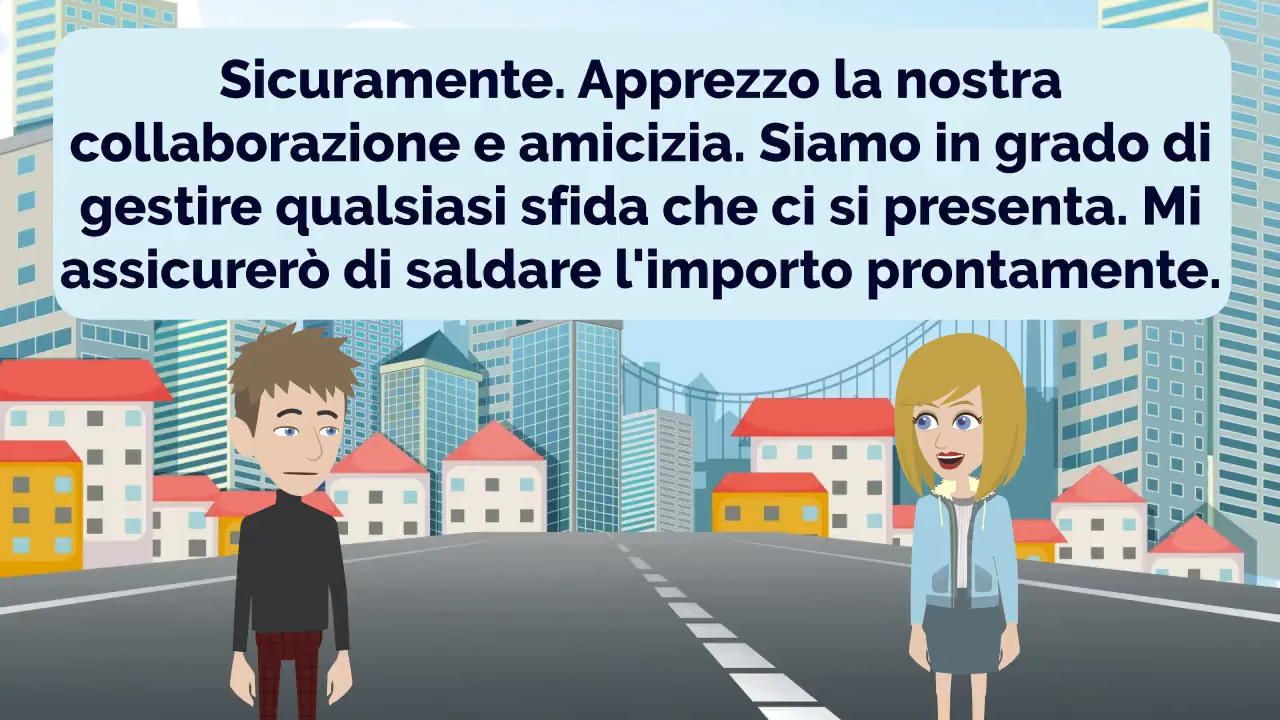 Sicuramente. Apprezzo la nostra
collaborazione e amicizia. Siamo in grado di
gestire qualsiasi sfida che ci si presenta. Mi
assicurerò di saldare l'importo prontamente.